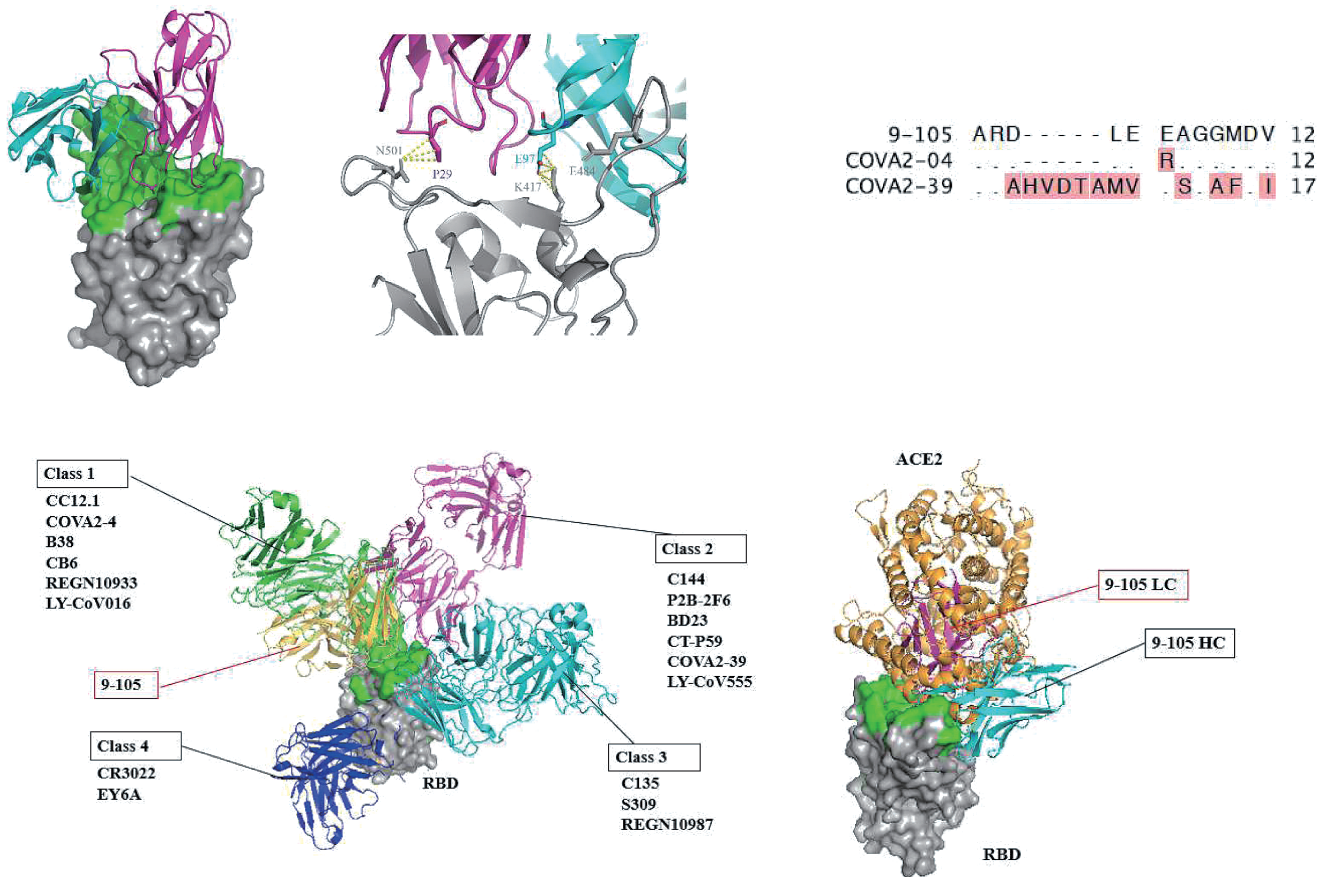 N501
P29
E97
E484
K417
9-105 ARD-----LE EAGGMDV 12
COVA2-04 ...-----.. R...... 12
COVA2-39 ..AHVDTAMV .S.AF.I 17
Class 1
CC12.1
COVA2-4
B38
CB6
REGN10933
LY-CoV016
9-105
Class 4
CR3022
EY6A
RBD
Class 2
C144
P2B-2F6
BD23
CT-P59
COVA2-39
LY-CoV555
Class 3
C135
S309
REGN10987
ACE2
9-105 LC
9-105 HC
RBD